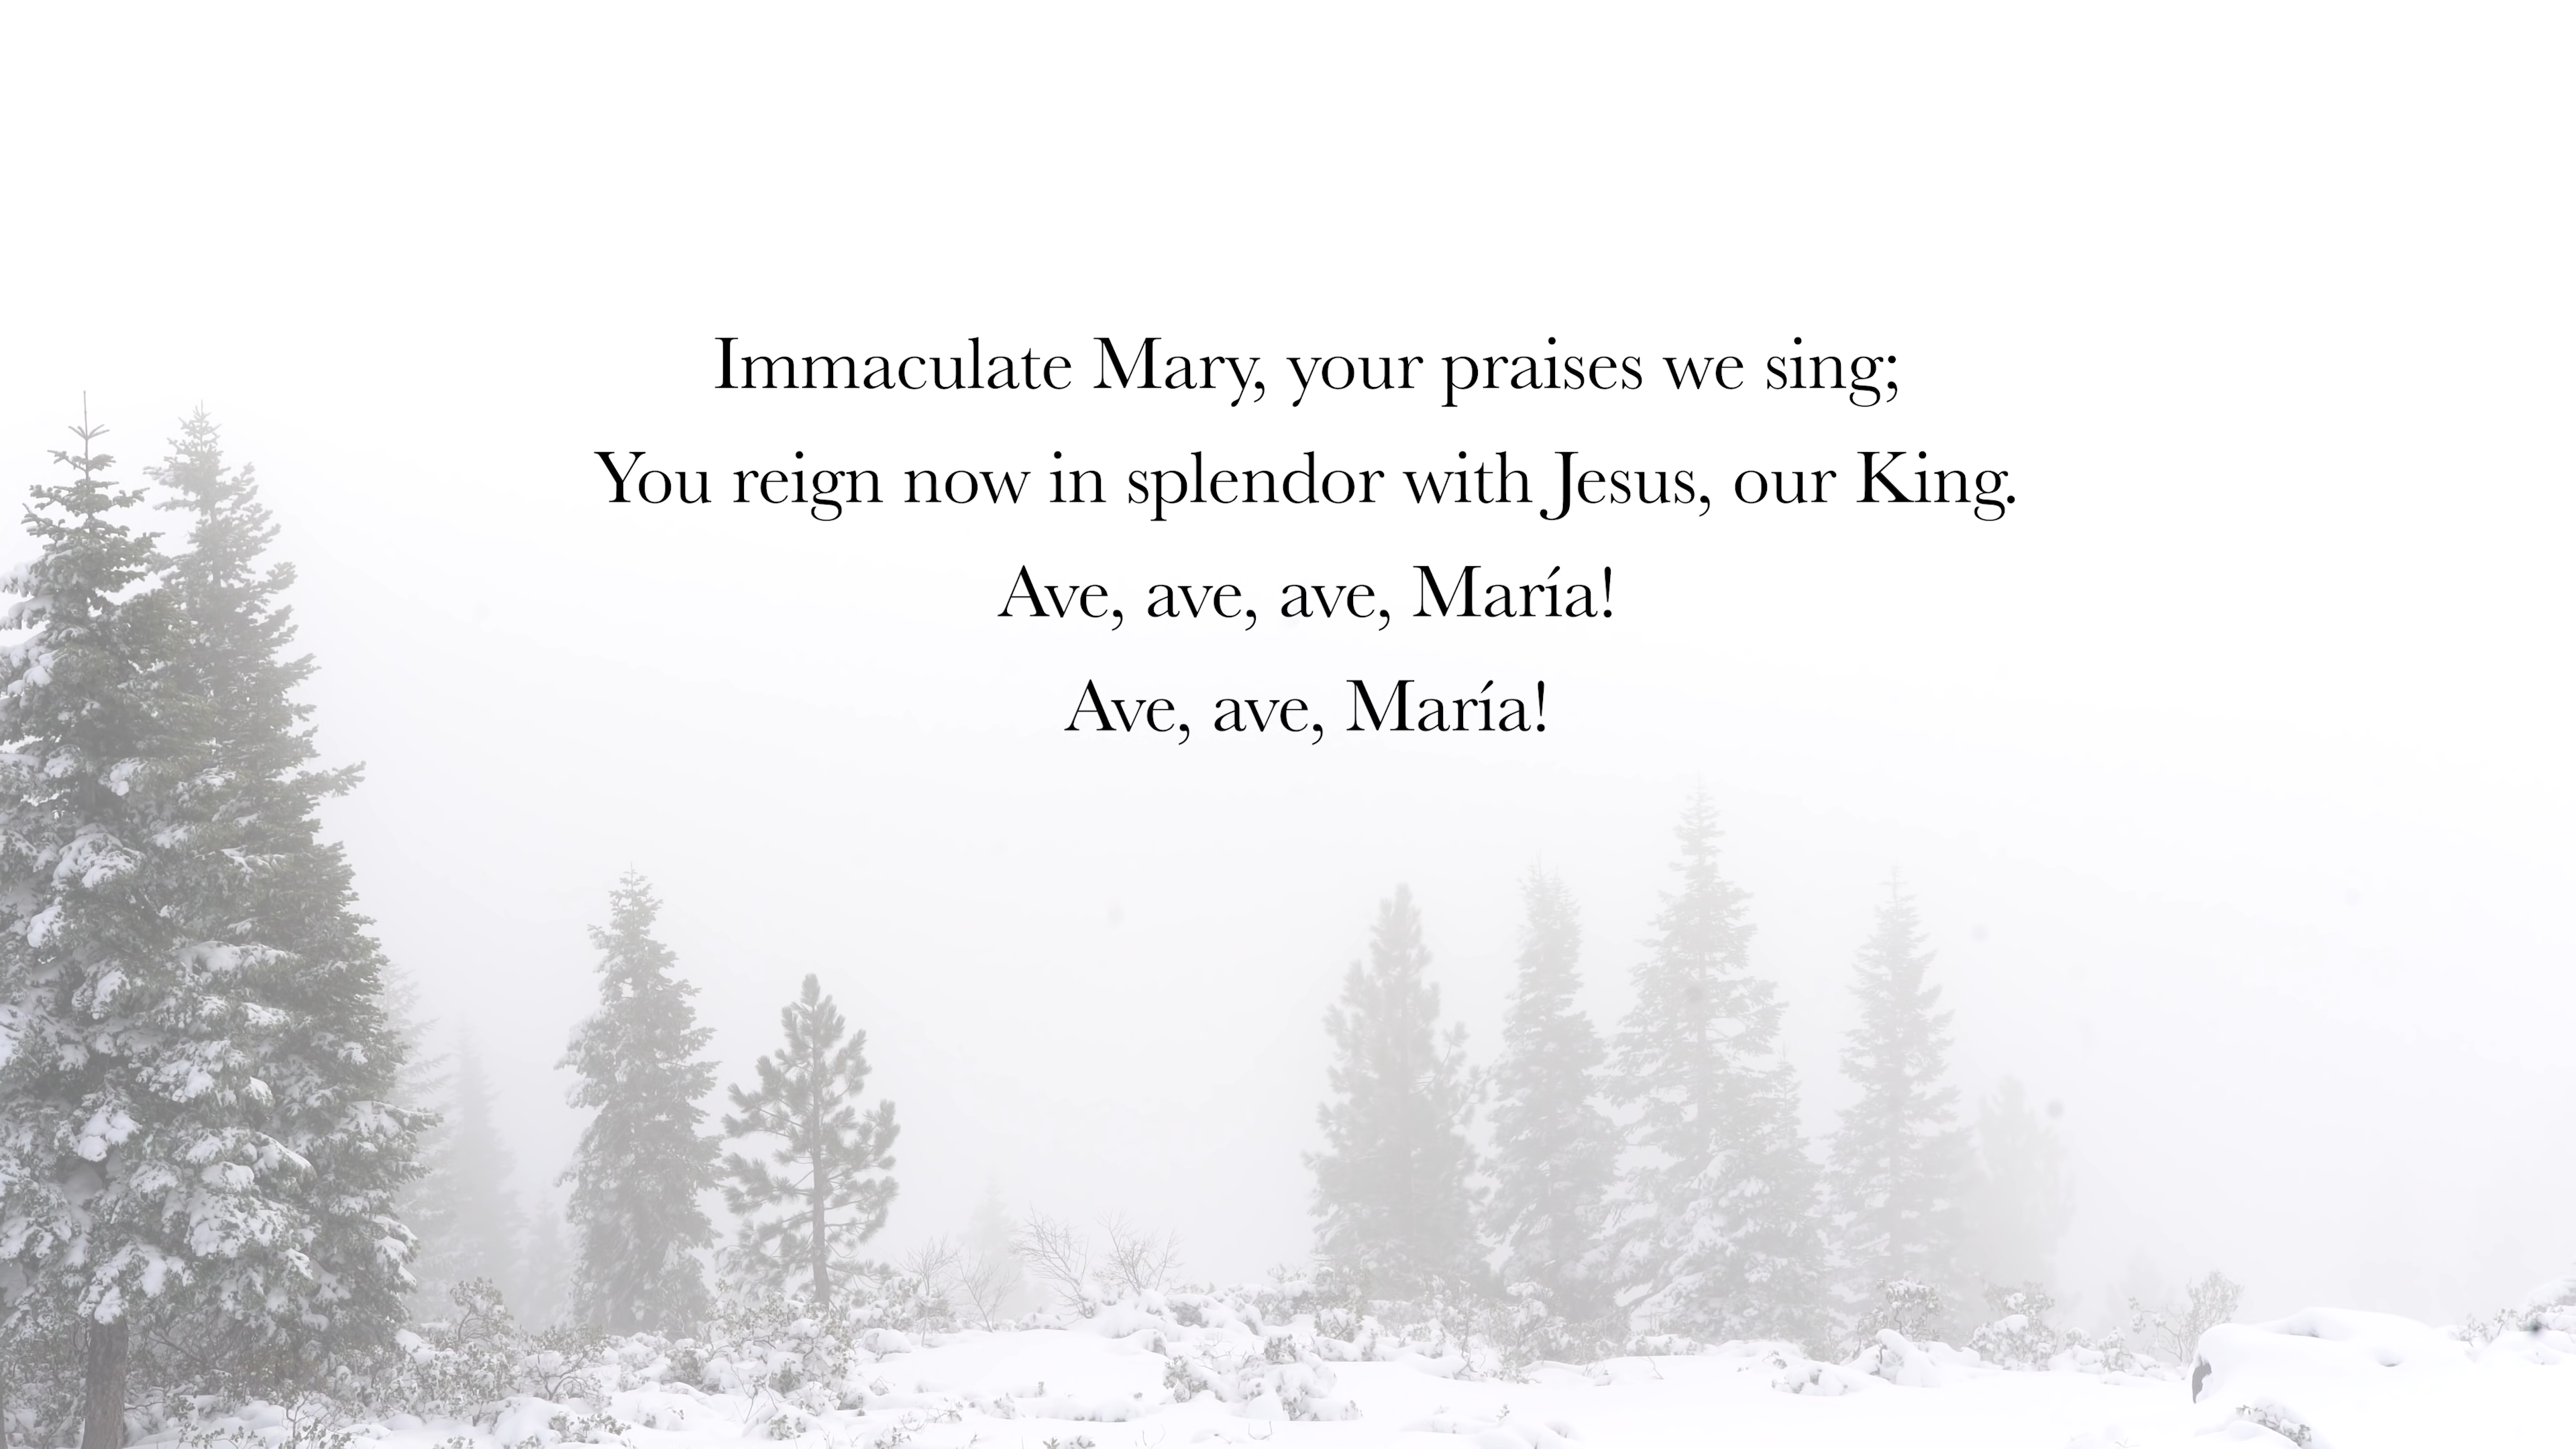 Immaculate Mary, your praises we sing;
You reign now in splendor with Jesus, our King.
Ave, ave, ave, María!
Ave, ave, María!